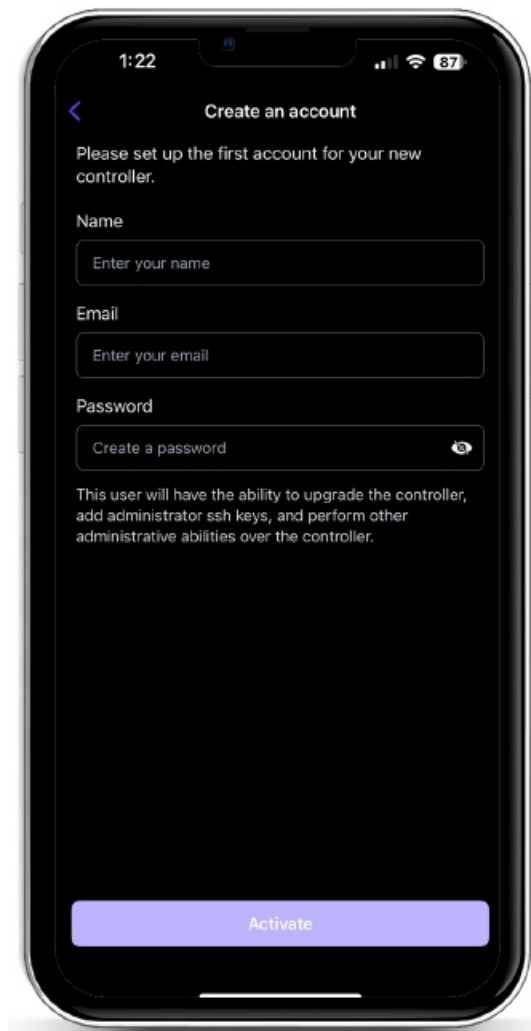 1:22
87
Create an account
Please set up the first account for your new
controller.
Name
Enter your name
Email
Enter your email
Password
Create a password
This user will have the ability to upgrade the controller,
add administrator ssh keys, and perform other
administrative abilities over the controller.
Activate